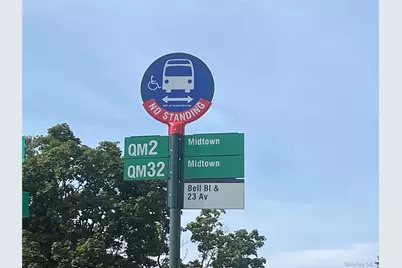 NO STANDING
QM2 Midtown
QM32 Midtown
Bell Bl &
23 Av